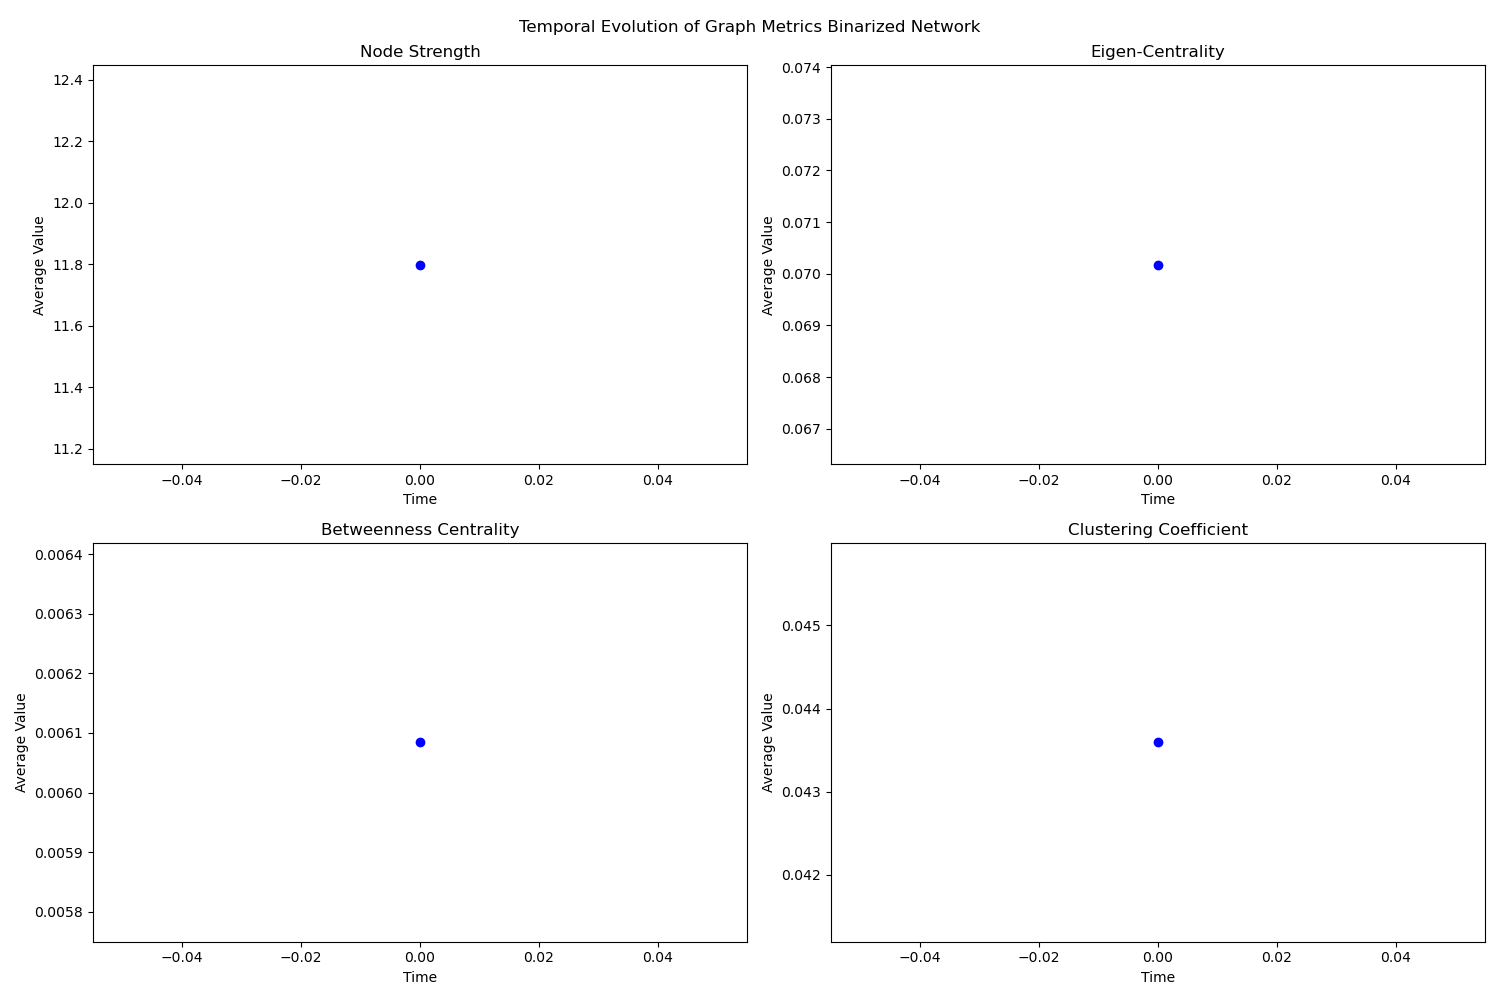 Temporal Evolution of Graph Metrics Binarized Network
Node Strength
12.4
12.2
12.0
11.8
11.6
11.4
11.2
Average Value
−0.04 −0.02 0.00 0.02 0.04
Time
Eigen-Centrality
0.074
0.073
0.072
0.071
0.070
0.069
0.068
0.067
Average Value
−0.04 −0.02 0.00 0.02 0.04
Time
Betweenness Centrality
0.0064
0.0063
0.0062
0.0061
0.0060
0.0059
0.0058
Average Value
−0.04 −0.02 0.00 0.02 0.04
Time
Clustering Coefficient
0.045
0.044
0.043
0.042
Average Value
−0.04 −0.02 0.00 0.02 0.04
Time